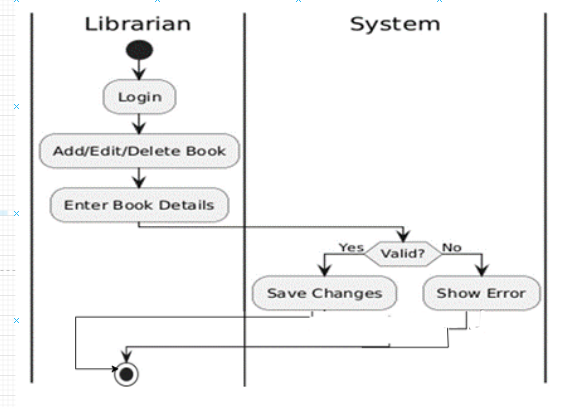 Librarian
System
Login
Add/Edit/Delete Book
Enter Book Details
Yes
Valid?
No
Save Changes
Show Error